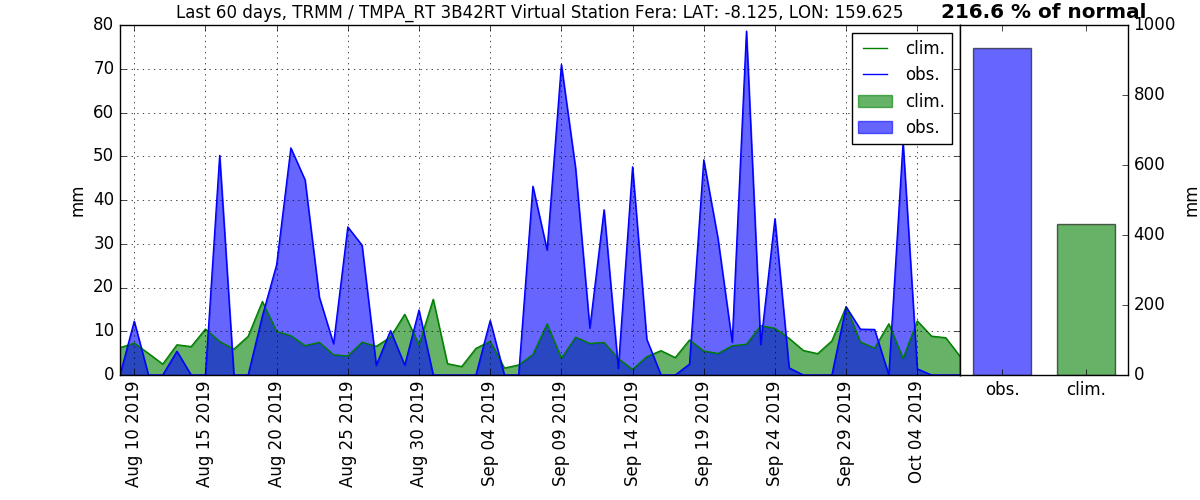 Last 60 days, TRMM / TMPA_RT 3B42RT Virtual Station Fera: LAT: -8.125, LON: 159.625
216.6 % of normal
80
70
60
50
40
30
20
10
0
mm
clim.
obs.
clim.
obs.
Aug 10 2019
Aug 15 2019
Aug 20 2019
Aug 25 2019
Aug 30 2019
Sep 04 2019
Sep 09 2019
Sep 14 2019
Sep 19 2019
Sep 24 2019
Sep 29 2019
Oct 04 2019
1000
800
600
400
200
0
mm
obs.
clim.